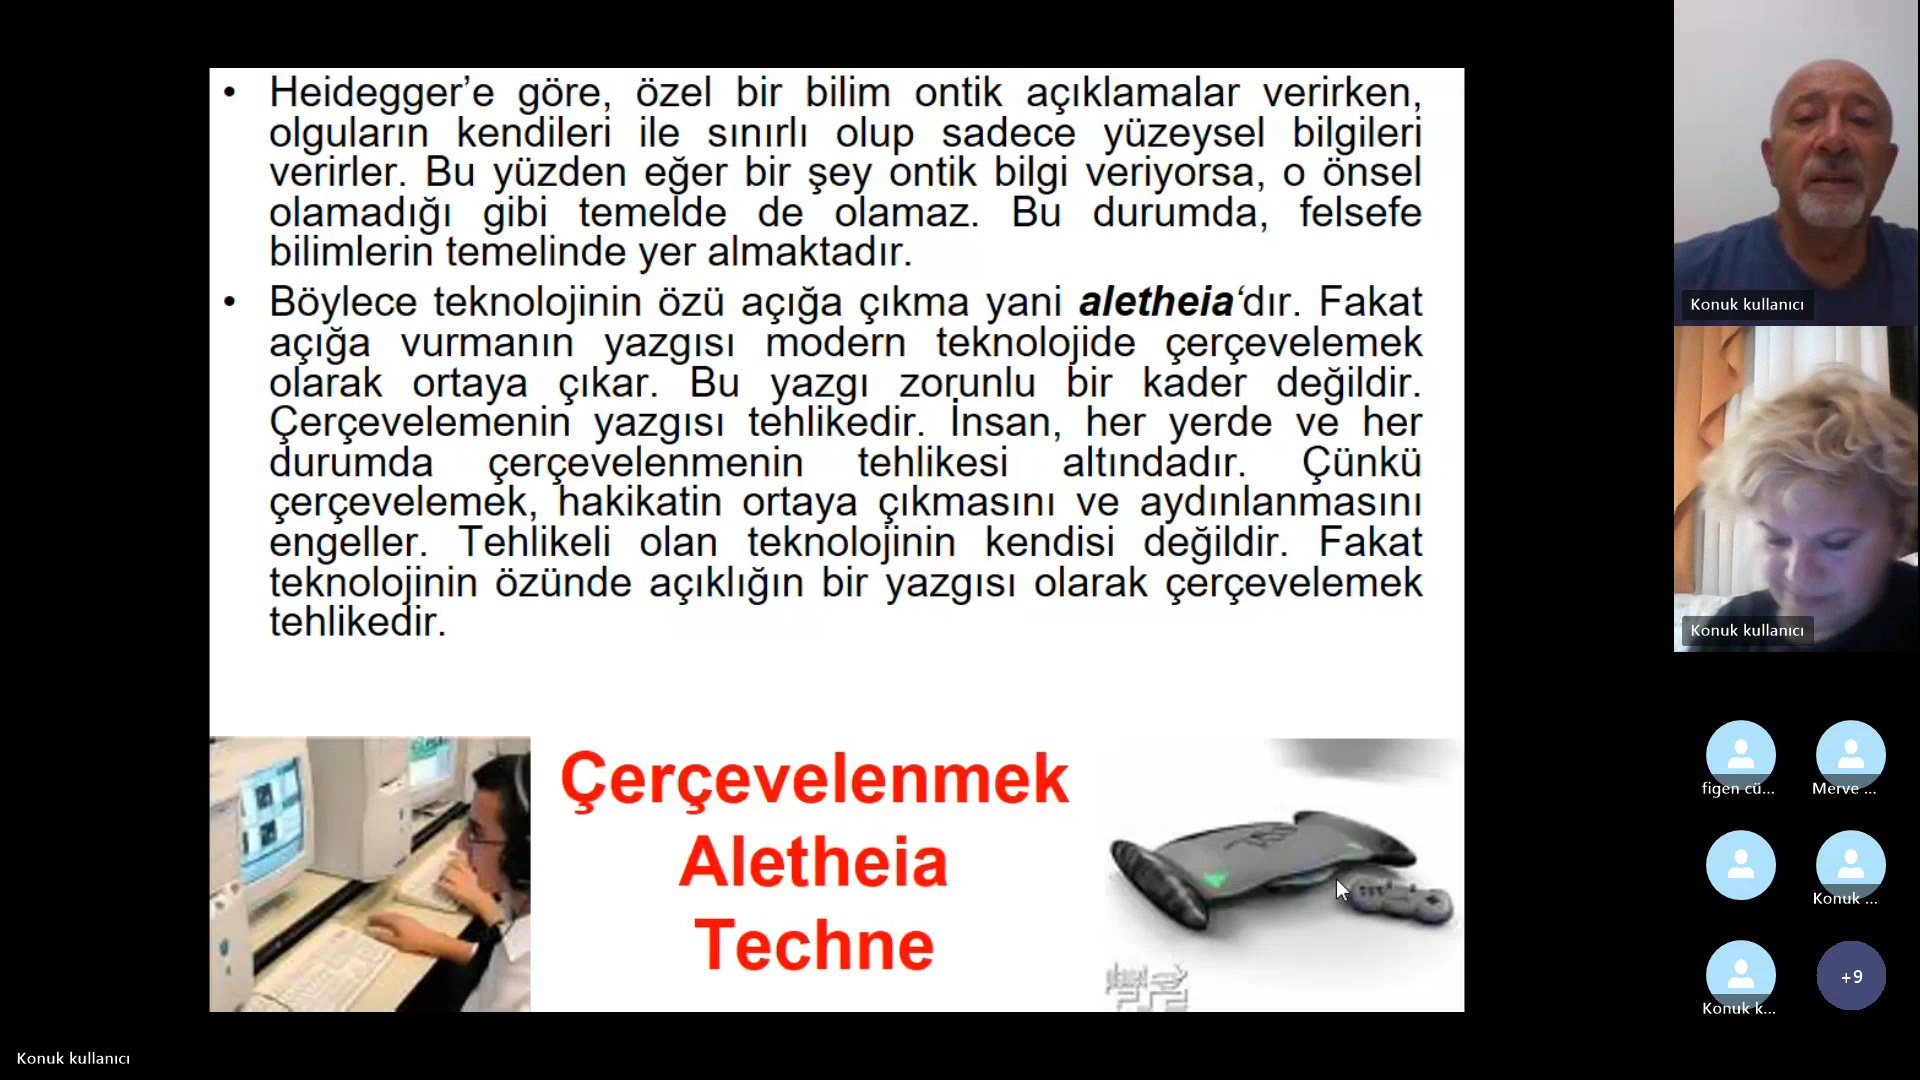 • Heidegger’e göre, özel bir bilim ontik açıklamalar verirken,
olguların kendileri ile sınırlı olup sadece yüzeysel bilgileri
verirler. Bu yüzden eğer bir şey ontik bilgi veriyorsa, o önsel
olamadığı gibi temelde de olamaz. Bu durumda, felsefe
bilimlerin temelinde yer almaktadır.
• Böylece teknolojinin özü açığa çıkma yani aletheia‘dır. Fakat
açığa vurmanın yazgısı modern teknolojide çerçevelemek
olarak ortaya çıkar. Bu yazgı zorunlu bir kader değildir.
Çerçevelemenin yazgısı tehlikedir. İnsan, her yerde ve her
durumda çerçevelenmenin tehlikesi altındadır. Çünkü
çerçevelemek, hakikatin ortaya çıkmasını ve aydınlanmasını
engeller. Tehlikeli olan teknolojinin kendisi değildir. Fakat
teknolojinin özünde açıklığın bir yazgısı olarak çerçevelemek
tehlikedir.
Çerçevelenmek
Aletheia
Techne
Konuk kullanıcı
Konuk kullanıcı
figen cü...
Merve ...
Konuk ...
Konuk k...
+9
Konuk kullanıcı